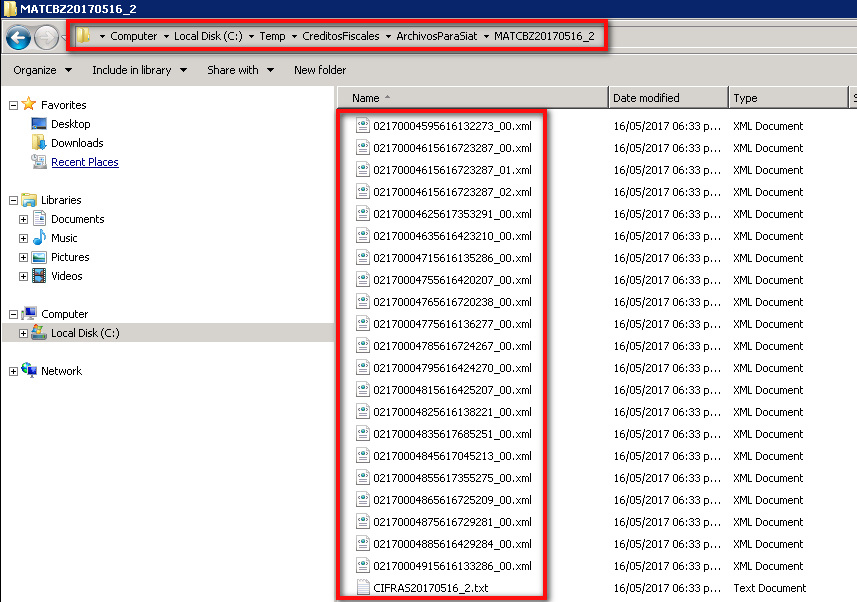 MATCBZ20170516_2
Computer Local Disk (C:) Temp CreditosFiscales ArchivosParaSiat MATCBZ20170516_2
Organize Include in library Share with New folder
Favorites
Desktop
Downloads
Recent Places
Libraries
Documents
Music
Pictures
Videos
Computer
Local Disk (C:)
Network
Name Date modified Type S
02170004595616132273_00.xml 16/05/2017 06:33 p... XML Document
02170004615616723287_00.xml 16/05/2017 06:33 p... XML Document
02170004615616723287_01.xml 16/05/2017 06:33 p... XML Document
02170004615616723287_02.xml 16/05/2017 06:33 p... XML Document
02170004625617353291_00.xml 16/05/2017 06:33 p... XML Document
02170004635616423210_00.xml 16/05/2017 06:33 p... XML Document
02170004715616135286_00.xml 16/05/2017 06:33 p... XML Document
02170004755616420207_00.xml 16/05/2017 06:33 p... XML Document
02170004765616720238_00.xml 16/05/2017 06:33 p... XML Document
02170004775616136277_00.xml 16/05/2017 06:33 p... XML Document
02170004785616724267_00.xml 16/05/2017 06:33 p... XML Document
02170004795616424270_00.xml 16/05/2017 06:33 p... XML Document
02170004815616425207_00.xml 16/05/2017 06:33 p... XML Document
02170004825616138221_00.xml 16/05/2017 06:33 p... XML Document
02170004835617685251_00.xml 16/05/2017 06:33 p... XML Document
02170004845617045213_00.xml 16/05/2017 06:33 p... XML Document
02170004855617355275_00.xml 16/05/2017 06:33 p... XML Document
02170004865616725209_00.xml 16/05/2017 06:33 p... XML Document
02170004875616729281_00.xml 16/05/2017 06:33 p... XML Document
02170004885616429284_00.xml 16/05/2017 06:33 p... XML Document
02170004915616133286_00.xml 16/05/2017 06:33 p... XML Document
CIFRAS20170516_2.txt 16/05/2017 06:33 p... Text Document